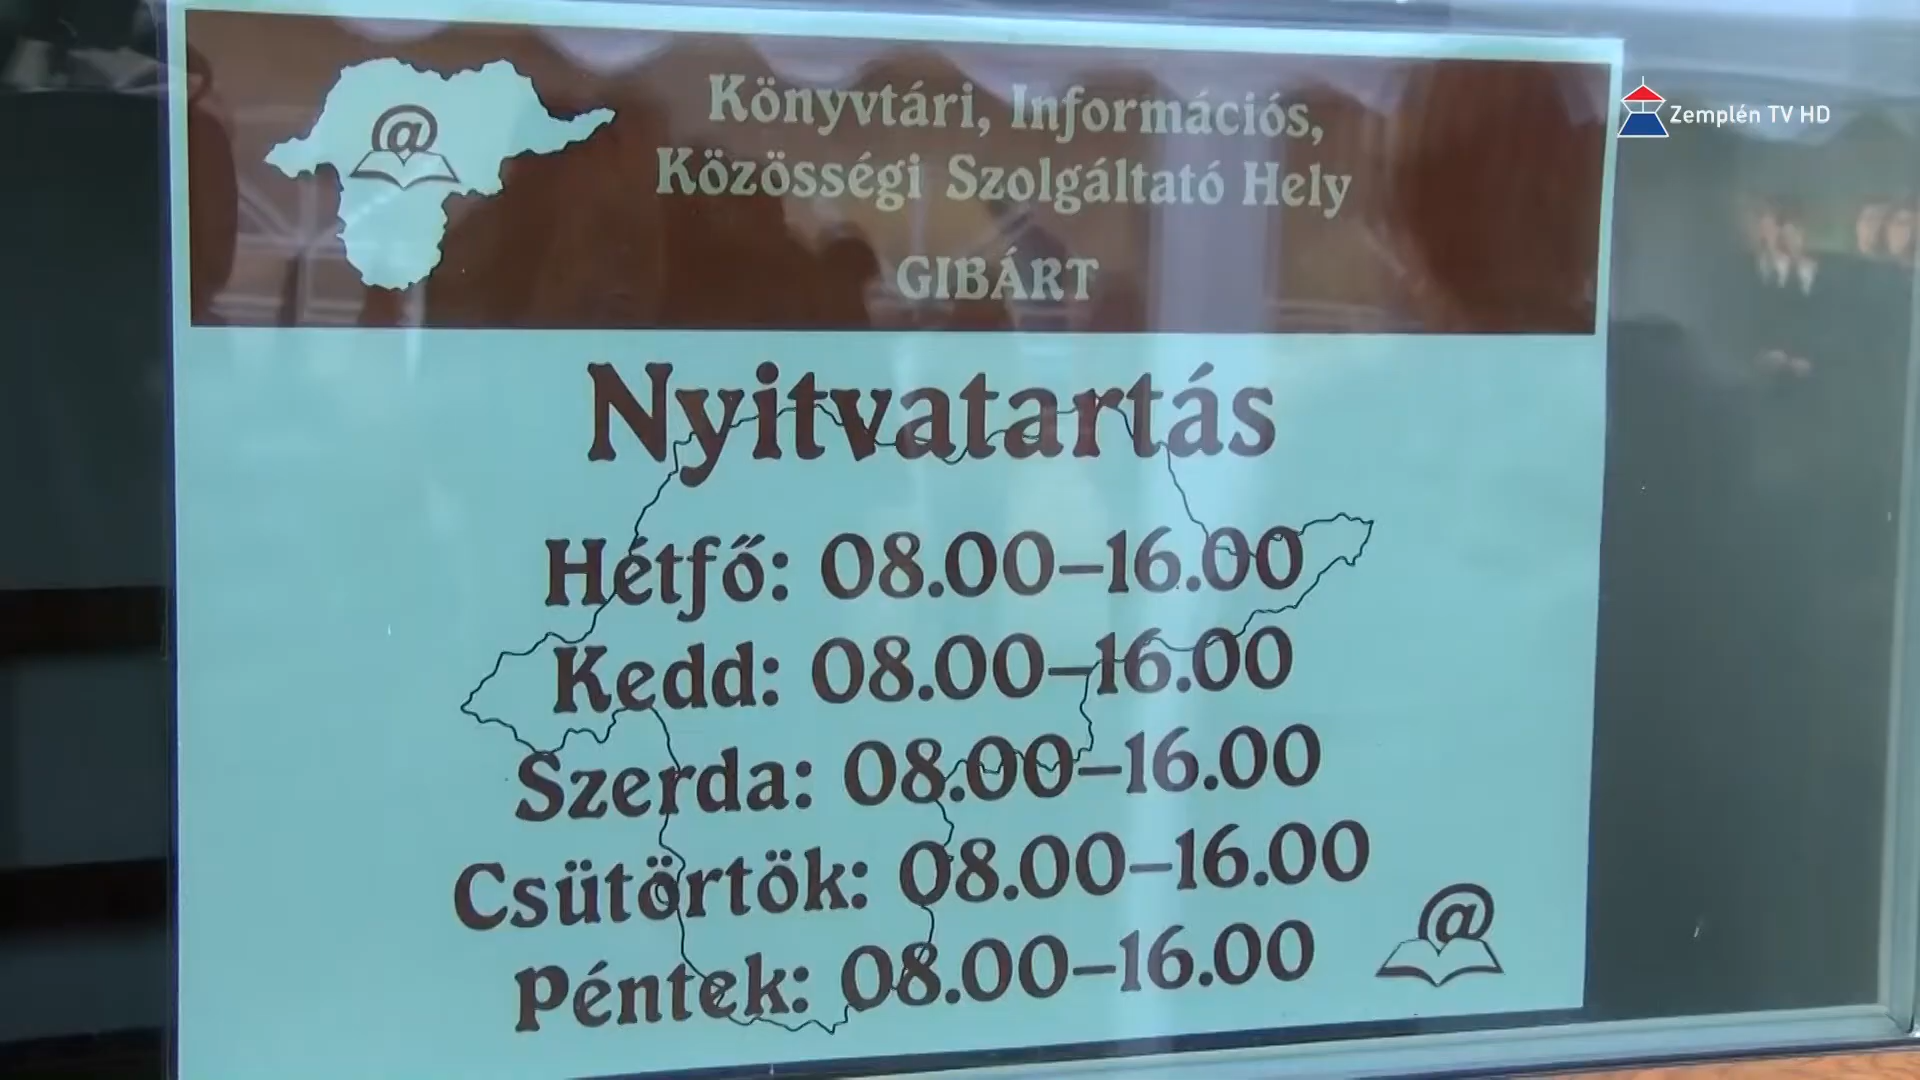 Könyvtári, Információs,
Közösségi Szolgáltató Hely
GIBÁRT
Zemplén TV HD
Nyitvatartás
Hétfő: 08.00–16.00
Kedd: 08.00–16.00
Szerda: 08.00–16.00
Csütörtök: 08.00–16.00
Péntek: 08.00–16.00